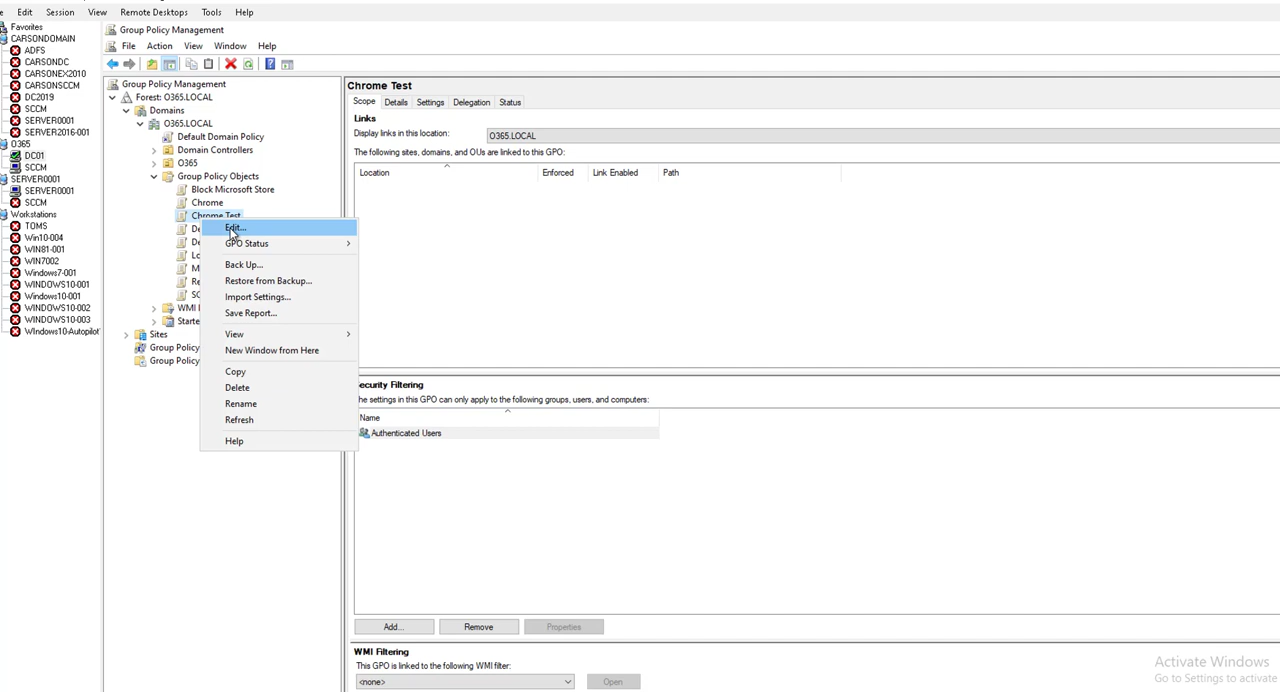 Edit Session View Remote Desktops Tools Help
Favorites
CARSONDOMAIN
ADFS
CARSONDC
CARSONEX2010
CARSONSCCM
DC2019
SCCM
SERVER0001
SERVER2016-001
O365
DC01
SCCM
SERVER0001
SERVER0001
SCCM
Workstations
TOMS
Win10-004
WIN81-001
WIN7002
Windows7-001
WINDOWS10-001
Windows10-001
WINDOWS10-002
WINDOWS10-003
WIndows10-Autopilot
Group Policy Management
File Action View Window Help
Group Policy Management
Forest: O365.LOCAL
Domains
O365.LOCAL
Default Domain Policy
Domain Controllers
O365
Group Policy Objects
Block Microsoft Store
Chrome
Chrome Test
Sites
Group Policy
Group Policy
Edit...
GPO Status
Back Up...
Restore from Backup...
Import Settings...
Save Report...
View
New Window from Here
Copy
Delete
Rename
Refresh
Help
Chrome Test
Scope Details Settings Delegation Status
Links
Display links in this location: O365.LOCAL
The following sites, domains, and OUs are linked to this GPO:
Location Enforced Link Enabled Path
ecurity Filtering
he settings in this GPO can only apply to the following groups, users, and computers:
Name
Authenticated Users
Add... Remove Properties
WMI Filtering
This GPO is linked to the following WMI filter:
<none> Open
Activate Windows
Go to Settings to activate